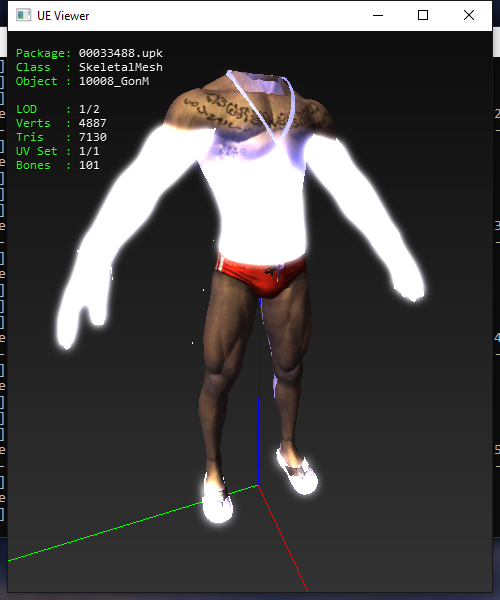 UE Viewer
Package: 00033488.upk
Class : SkeletalMesh
Object : 10008_GonM
LOD : 1/2
Verts : 4887
Tris : 7130
UV Set : 1/1
Bones : 101